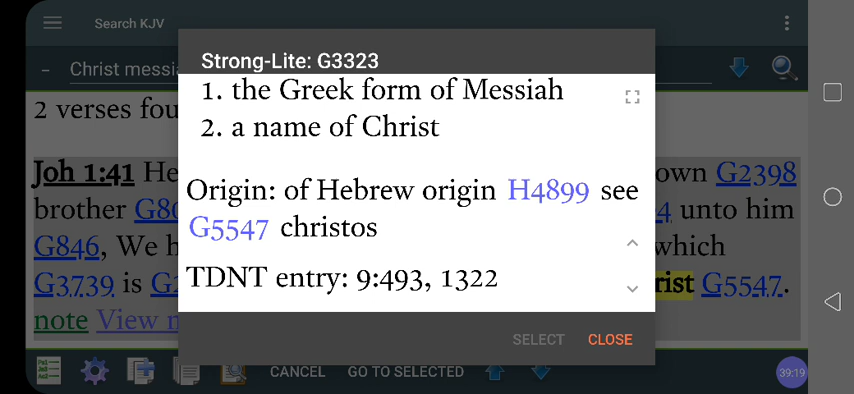 Search KJV
Strong-Lite: G3323
- Christ messi
1. the Greek form of Messiah
2 verses fou
2. a name of Christ
Joh 1:41 He own G2398
Origin: of Hebrew origin H4899 see
brother G80 4 unto him
G5547 christos
G846, We h which
TDNT entry: 9:493, 1322
G3739 is G2 rist G5547.
note View n
SELECT CLOSE
CANCEL GO TO SELECTED
39:19